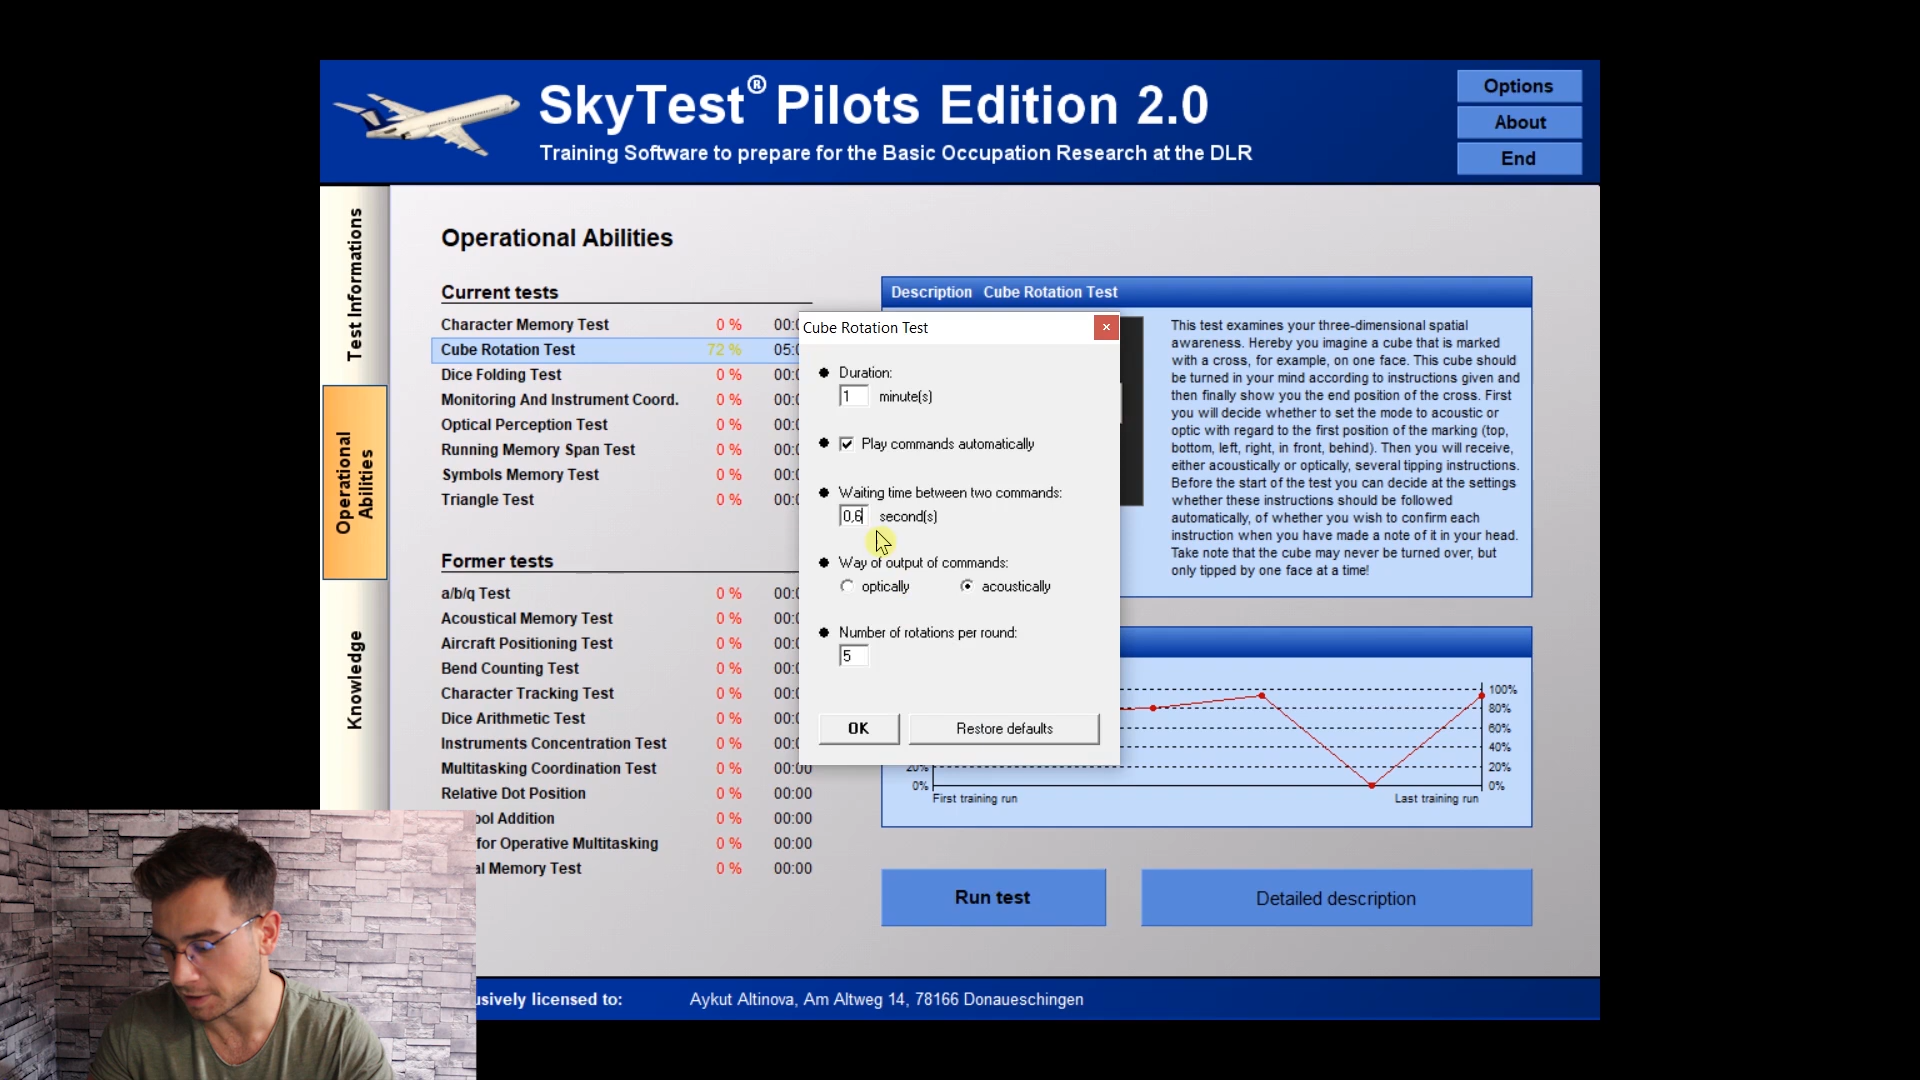 SkyTest® Pilots Edition 2.0
Training Software to prepare for the Basic Occupation Research at the DLR
Options
About
End
Test Informations
Operational
Abilities
Knowledge
Operational Abilities
Current tests
Character Memory Test 0 %
Cube Rotation Test 72 %
Dice Folding Test 0 %
Monitoring And Instrument Coord. 0 %
Optical Perception Test 0 %
Running Memory Span Test 0 %
Symbols Memory Test 0 %
Triangle Test 0 %
Former tests
a/b/q Test 0 %
Acoustical Memory Test 0 %
Aircraft Positioning Test 0 %
Bend Counting Test 0 %
Character Tracking Test 0 %
Dice Arithmetic Test 0 %
Instruments Concentration Test 0 %
Multitasking Coordination Test 0 % 00:00
Relative Dot Position 0 % 00:00
Addition 0 % 00:00
for Operative Multitasking 0 % 00:00
Memory Test 0 % 00:00
Cube Rotation Test
Duration:
1 minute(s)
Play commands automatically
Waiting time between two commands:
0,6 second(s)
Way of output of commands:
optically acoustically
Number of rotations per round:
5
OK Restore defaults
Description Cube Rotation Test
This test examines your three-dimensional spatial
awareness. Hereby you imagine a cube that is marked
with a cross, for example, on one face. This cube should
be turned in your mind according to instructions given and
then finally show you the end position of the cross. First
you will decide whether to set the mode to acoustic or
optic with regard to the first position of the marking (top,
bottom, left, right, in front, behind). Then you will receive,
either acoustically or optically, several tipping instructions.
Before the start of the test you can decide at the settings
whether these instructions should be followed
automatically, of whether you wish to confirm each
instruction when you have made a note of it in your head.
Take note that the cube may never be turned over, but
only tipped by one face at a time!
100%
80%
60%
40%
20% 20%
0% 0%
First training run Last training run
Run test
Detailed description
licensed to: Aykut Altinova, Am Altweg 14, 78166 Donaueschingen